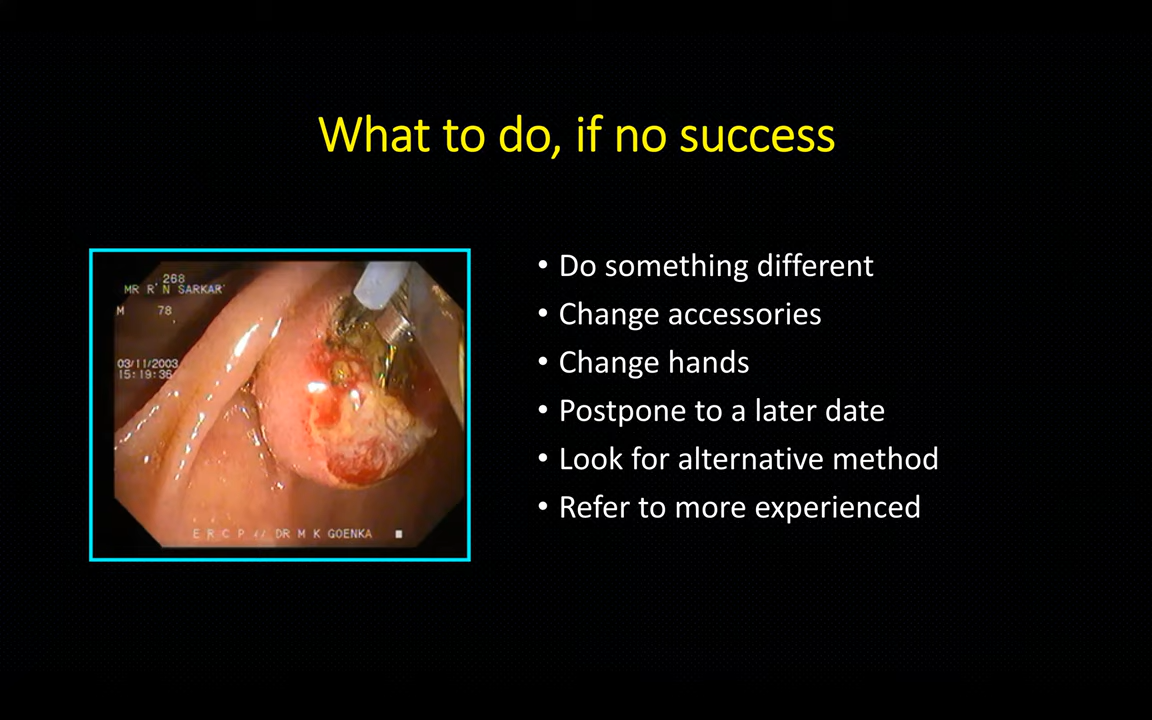 What to do, if no success
268
MR R' N SARKAR'
M 78
03/11/2003
15:19:36
E R C P // DR M K GOENKA
• Do something different
• Change accessories
• Change hands
• Postpone to a later date
• Look for alternative method
• Refer to more experienced